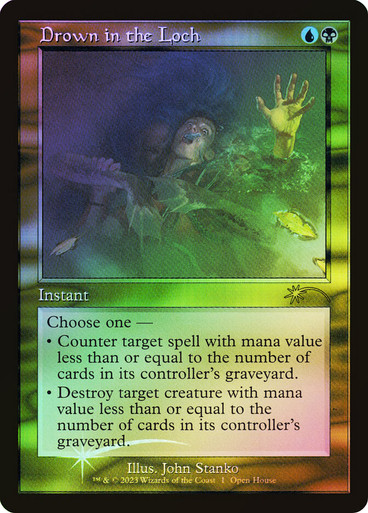 Drown in the Loch
Instant
Choose one —
• Counter target spell with mana value
less than or equal to the number of
cards in its controller's graveyard.
• Destroy target creature with mana
value less than or equal to the
number of cards in its controller's
graveyard.
Illus. John Stanko
™ & © 2023 Wizards of the Coast 1 Open House